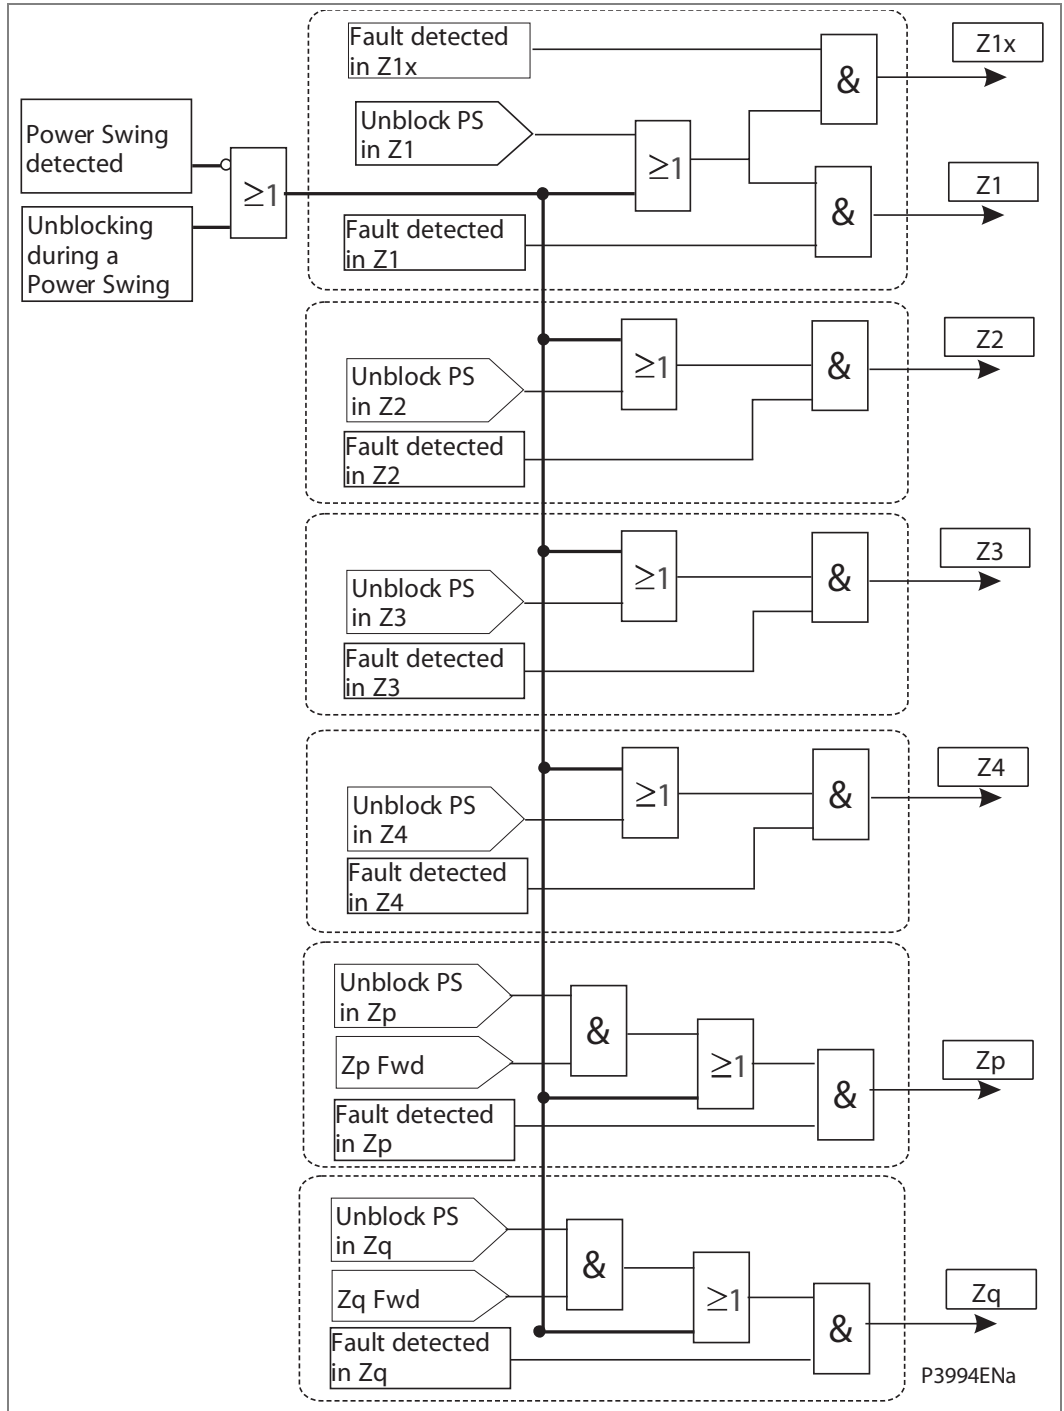 Fault detected
in Z1x
&
Z1x
Power Swing
detected
Unblocking
during a
Power Swing
≥1
Unblock PS
in Z1
≥1
Fault detected
in Z1
&
Z1
Unblock PS
in Z2
Fault detected
in Z2
≥1
&
Z2
Unblock PS
in Z3
Fault detected
in Z3
≥1
&
Z3
Unblock PS
in Z4
Fault detected
in Z4
≥1
&
Z4
Unblock PS
in Zp
Zp Fwd
Fault detected
in Zp
&
≥1
&
Zp
Unblock PS
in Zq
Zq Fwd
Fault detected
in Zq
&
≥1
&
Zq
P3994ENa